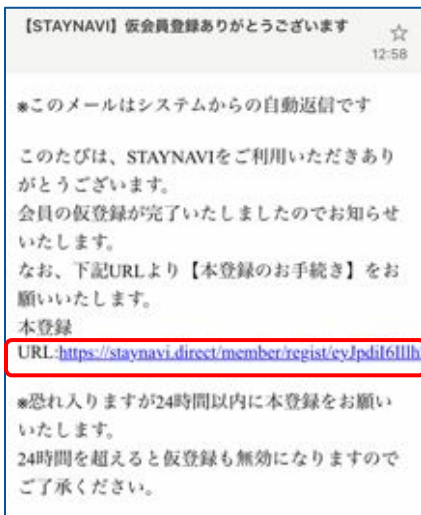 【STAYNAVI】仮会員登録ありがとうございます
☆
12:58
※このメールはシステムからの自動返信です
このたびは、STAYNAVIをご利用いただきあり
がとうございます。
会員の仮登録が完了いたしましたのでお知らせ
いたします。
なお、下記URLより【本登録のお手続き】をお
願いいたします。
本登録
URL:https://staynavi.direct/member/regist/
※恐れ入りますが24時間以内に本登録をお願い
いたします。
24時間を超えると仮登録も無効になりますので
ご了承ください。